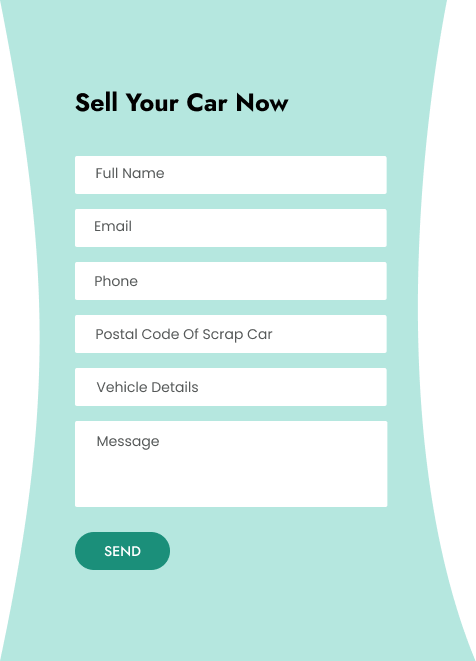 Sell Your Car Now
Full Name
Email
Phone
Postal Code Of Scrap Car
Vehicle Details
Message
SEND